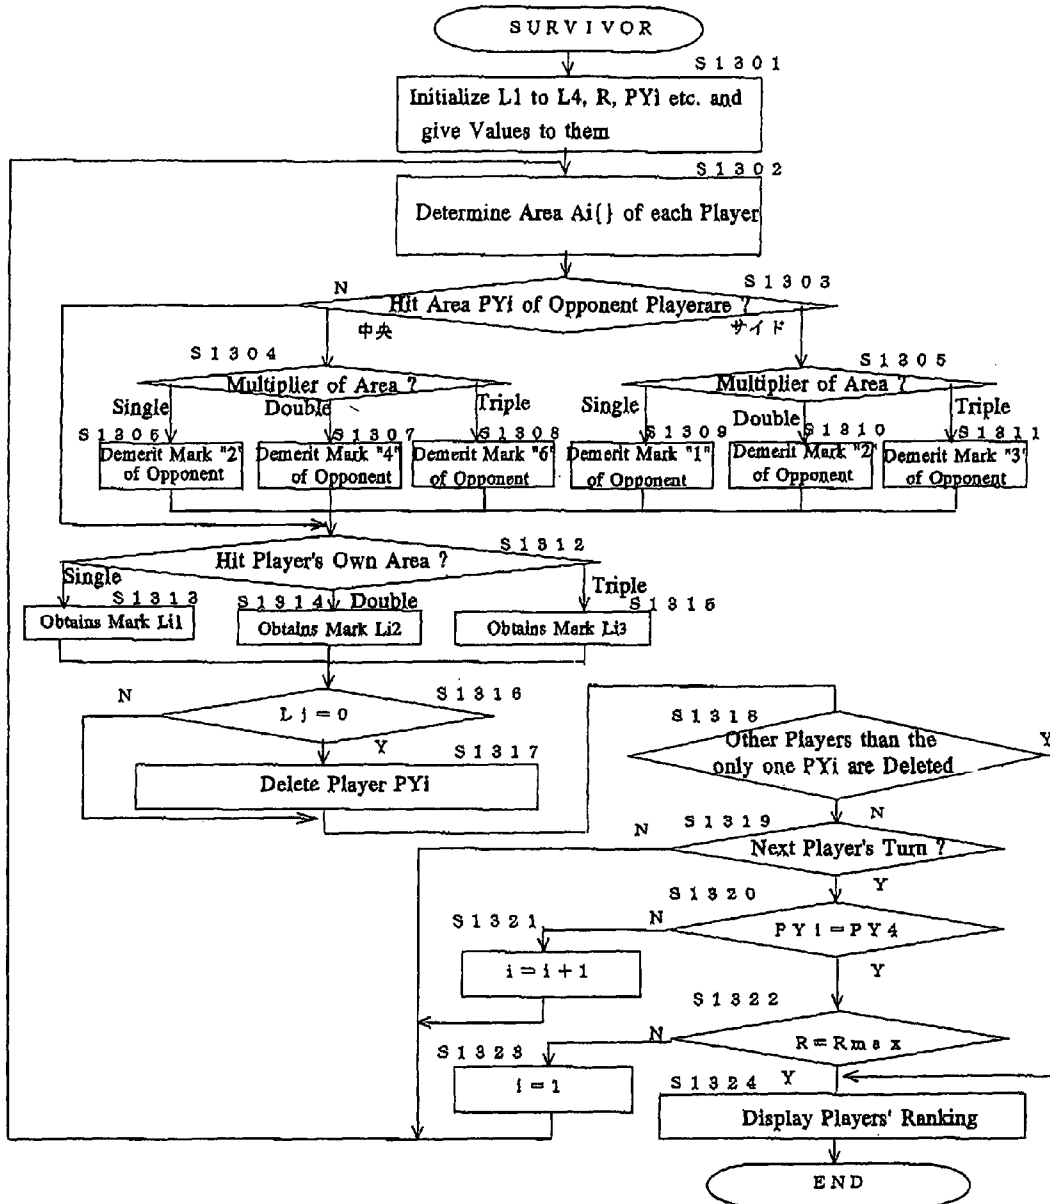 SURVIVOR
S1301
Initialize L1 to L4, R, PYi etc. and
give Values to them
S1302
Determine Area Ai{} of each Player
S1303
N
Hit Area PYi of Opponent Playerare ?
中央
サイド
S1304
Multiplier of Area ?
S1305
Multiplier of Area ?
Single
Double
Triple
Single
Double
Triple
S1306
Demerit Mark "2"
of Opponent
S1307
Demerit Mark "4"
of Opponent
S1308
Demerit Mark "6"
of Opponent
S1309
Demerit Mark "1"
of Opponent
S1310
Demerit Mark "2"
of Opponent
S1311
Demerit Mark "3"
of Opponent
S1312
Hit Player's Own Area ?
Single
Double
Triple
S1313
Obtains Mark Li1
S1314
Obtains Mark Li2
S1315
Obtains Mark Li3
S1316
N
Lj=0
Y
S1317
Delete Player PYi
S1318
Other Players than the
only one PYi are Deleted
Y
N
S1319
N
Next Player's Turn ?
Y
S1320
N
PYi=PY4
Y
S1321
i=i+1
S1322
N
R=Rmax
Y
S1323
i=1
S1324
Display Players' Ranking
END